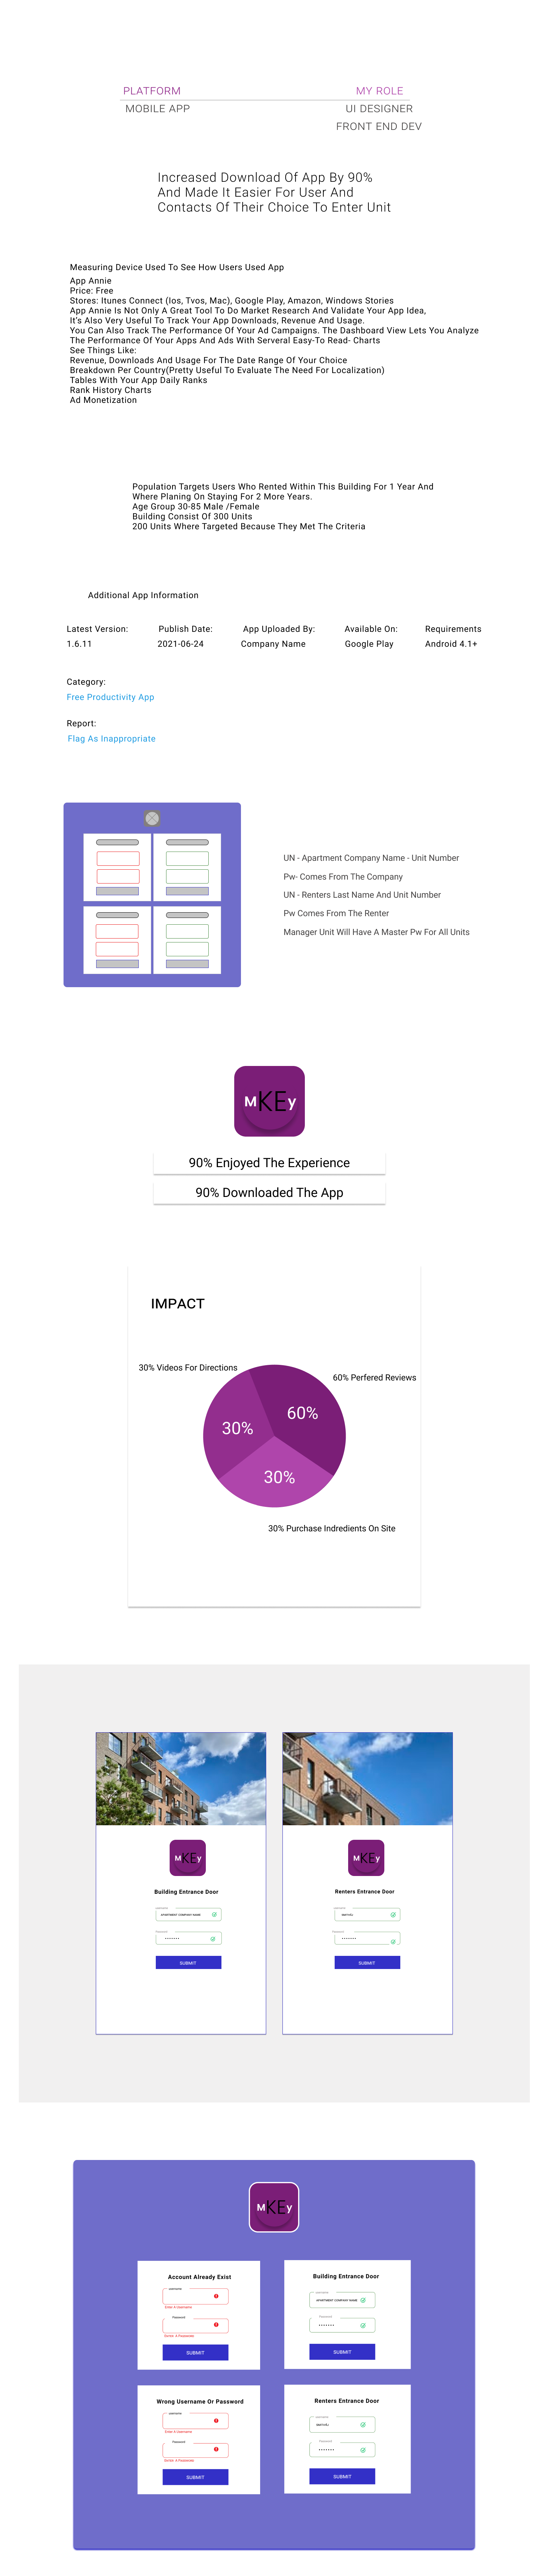 PLATFORM
MY ROLE
MOBILE APP
UI DESIGNER
FRONT END DEV
Increased Download Of App By 90%
And Made It Easier For User And
Contacts Of Their Choice To Enter Unit
Measuring Device Used To See How Users Used App
App Annie
Price: Free
Stores: Itunes Connect (Ios, Tvos, Mac), Google Play, Amazon, Windows Stories
App Annie Is Not Only A Great Tool To Do Market Research And Validate Your App Idea,
It's Also Very Useful To Track Your App Downloads, Revenue And Usage.
You Can Also Track The Performance Of Your Ad Campaigns. The Dashboard View Lets You Analyze
The Performance Of Your Apps And Ads With Serveral Easy-To Read- Charts
See Things Like:
Revenue, Downloads And Usage For The Date Range Of Your Choice
Breakdown Per Country(Pretty Useful To Evaluate The Need For Localization)
Tables With Your App Daily Ranks
Rank History Charts
Ad Monetization
Population Targets Users Who Rented Within This Building For 1 Year And
Where Planing On Staying For 2 More Years.
Age Group 30-85 Male /Female
Building Consist Of 300 Units
200 Units Where Targeted Because They Met The Criteria
Additional App Information
Latest Version: Publish Date: App Uploaded By: Available On: Requirements
1.6.11 2021-06-24 Company Name Google Play Android 4.1+
Category:
Free Productivity App
Report:
Flag As Inappropriate
UN - Apartment Company Name - Unit Number
Pw- Comes From The Company
UN - Renters Last Name And Unit Number
Pw Comes From The Renter
Manager Unit Will Have A Master Pw For All Units
MKEy
90% Enjoyed The Experience
90% Downloaded The App
IMPACT
30% Videos For Directions
60% Perfered Reviews
60%
30%
30%
30% Purchase Indredients On Site
MKEy
MKEy
Building Entrance Door
Renters Entrance Door
username
username
APARTMENT COMPANY NAME
Password
Password
SUBMIT
SUBMIT
MKEy
Account Already Exist
Building Entrance Door
username
username
APARTMENT COMPANY NAME
Enter A Username
Password
Password
SUBMIT
SUBMIT
Wrong Username Or Password
Renters Entrance Door
username
username
Enter A Username
Password
Password
SUBMIT
SUBMIT